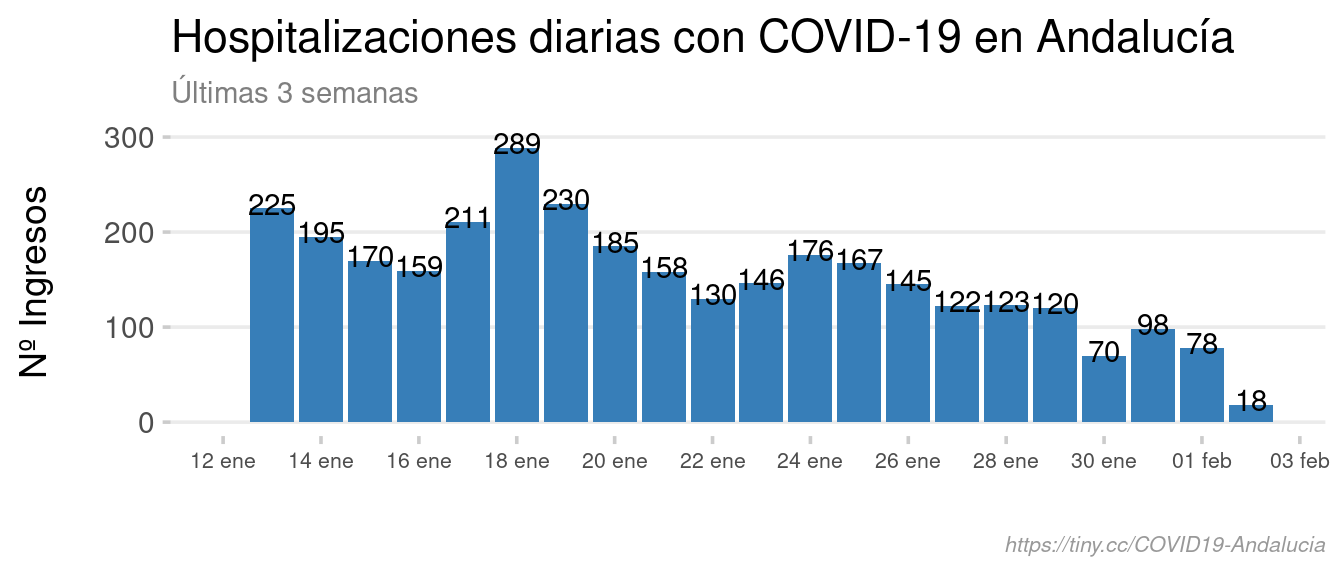 Hospitalizaciones diarias con COVID-19 en Andalucía
Últimas 3 semanas
Nº Ingresos
300
200
100
0
225
195
170
159
211
289
230
185
158
130
146
176
167
145
122
123
120
70
98
78
18
12 ene
14 ene
16 ene
18 ene
20 ene
22 ene
24 ene
26 ene
28 ene
30 ene
01 feb
03 feb
https://tiny.cc/COVID19-Andalucia